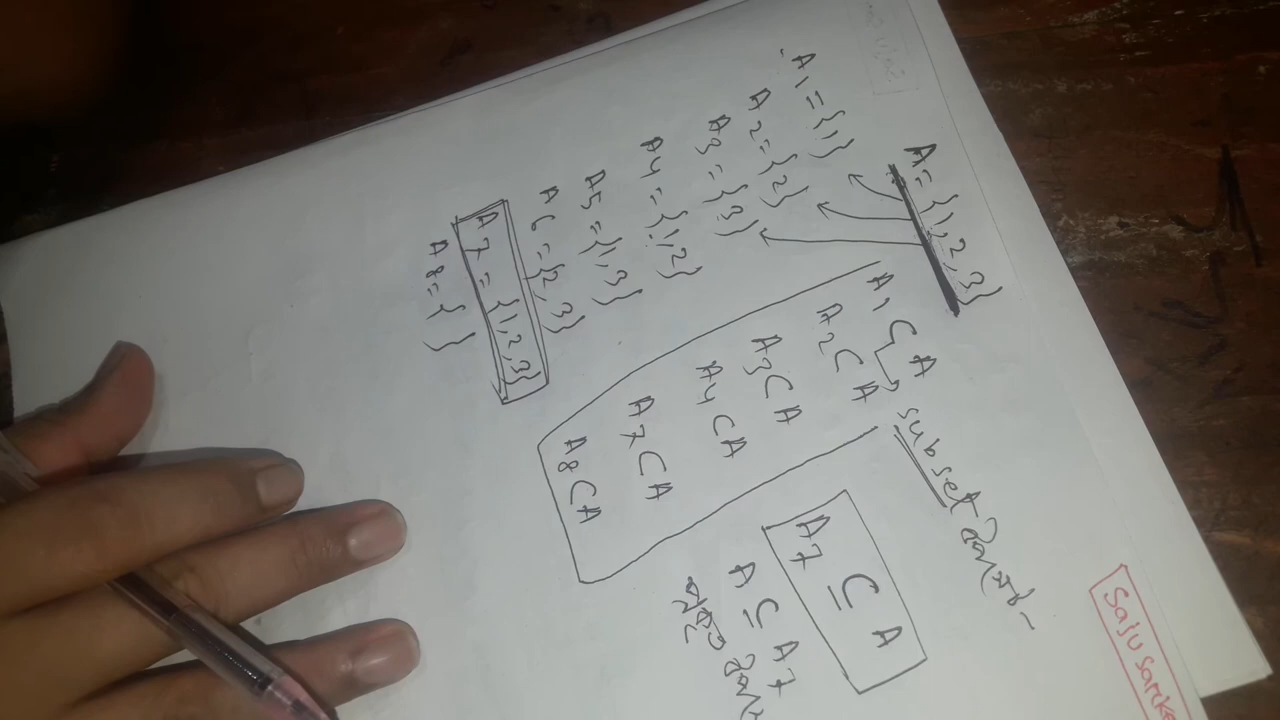 A = {1, 2, 3}
A1 = {1}
A2 = {2}
A3 = {3}
A4 = {1, 2}
A5 = {1, 3}
A6 = {2, 3}
A7 = {1, 2, 3}
A8 = { }
A1 ⊂ A
subset
A2 ⊂ A
A3 ⊂ A
A4 ⊂ A
A7 ⊂ A
A8 ⊂ A
A7 ⊆ A
A ⊆ A7
Saju Sarke